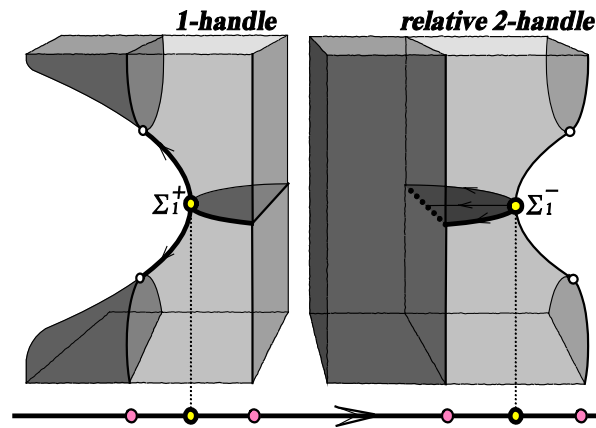 1-handle
relative 2-handle
Σ₁⁺
Σ₁⁻